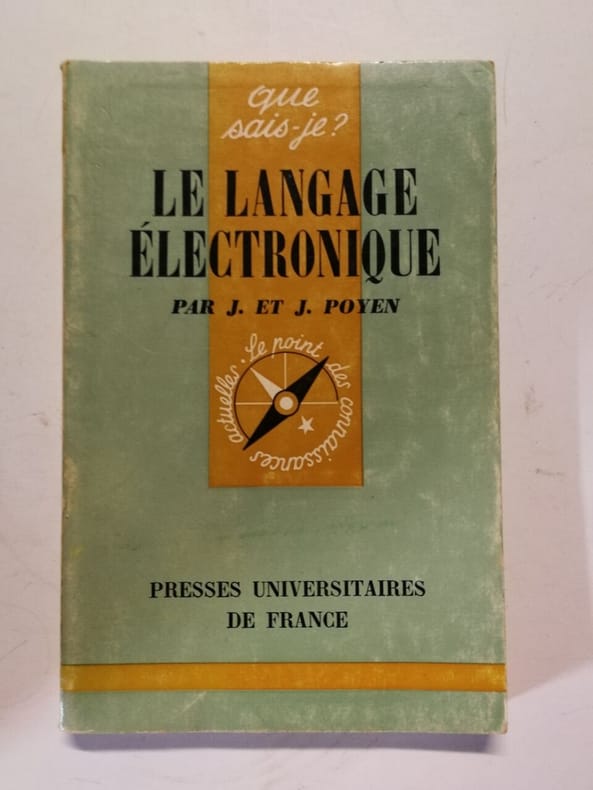 que
sais-je?
LE LANGAGE
ÉLECTRONIQUE
PAR J. ET J. POYEN
Le point des connaissances actuelles.
PRESSES UNIVERSITAIRES
DE FRANCE